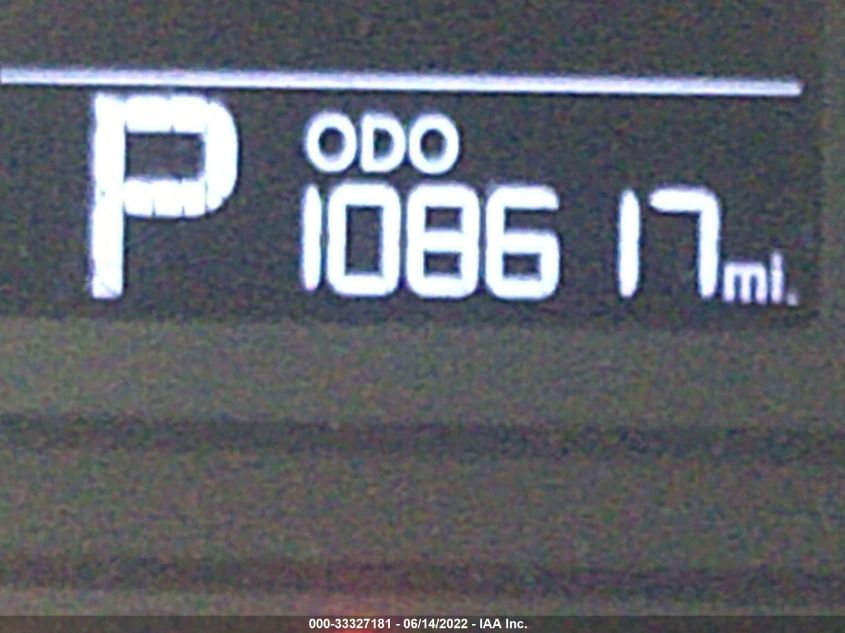 P ODO
108617 mi.
000-33327181 - 06/14/2022 - IAA Inc.